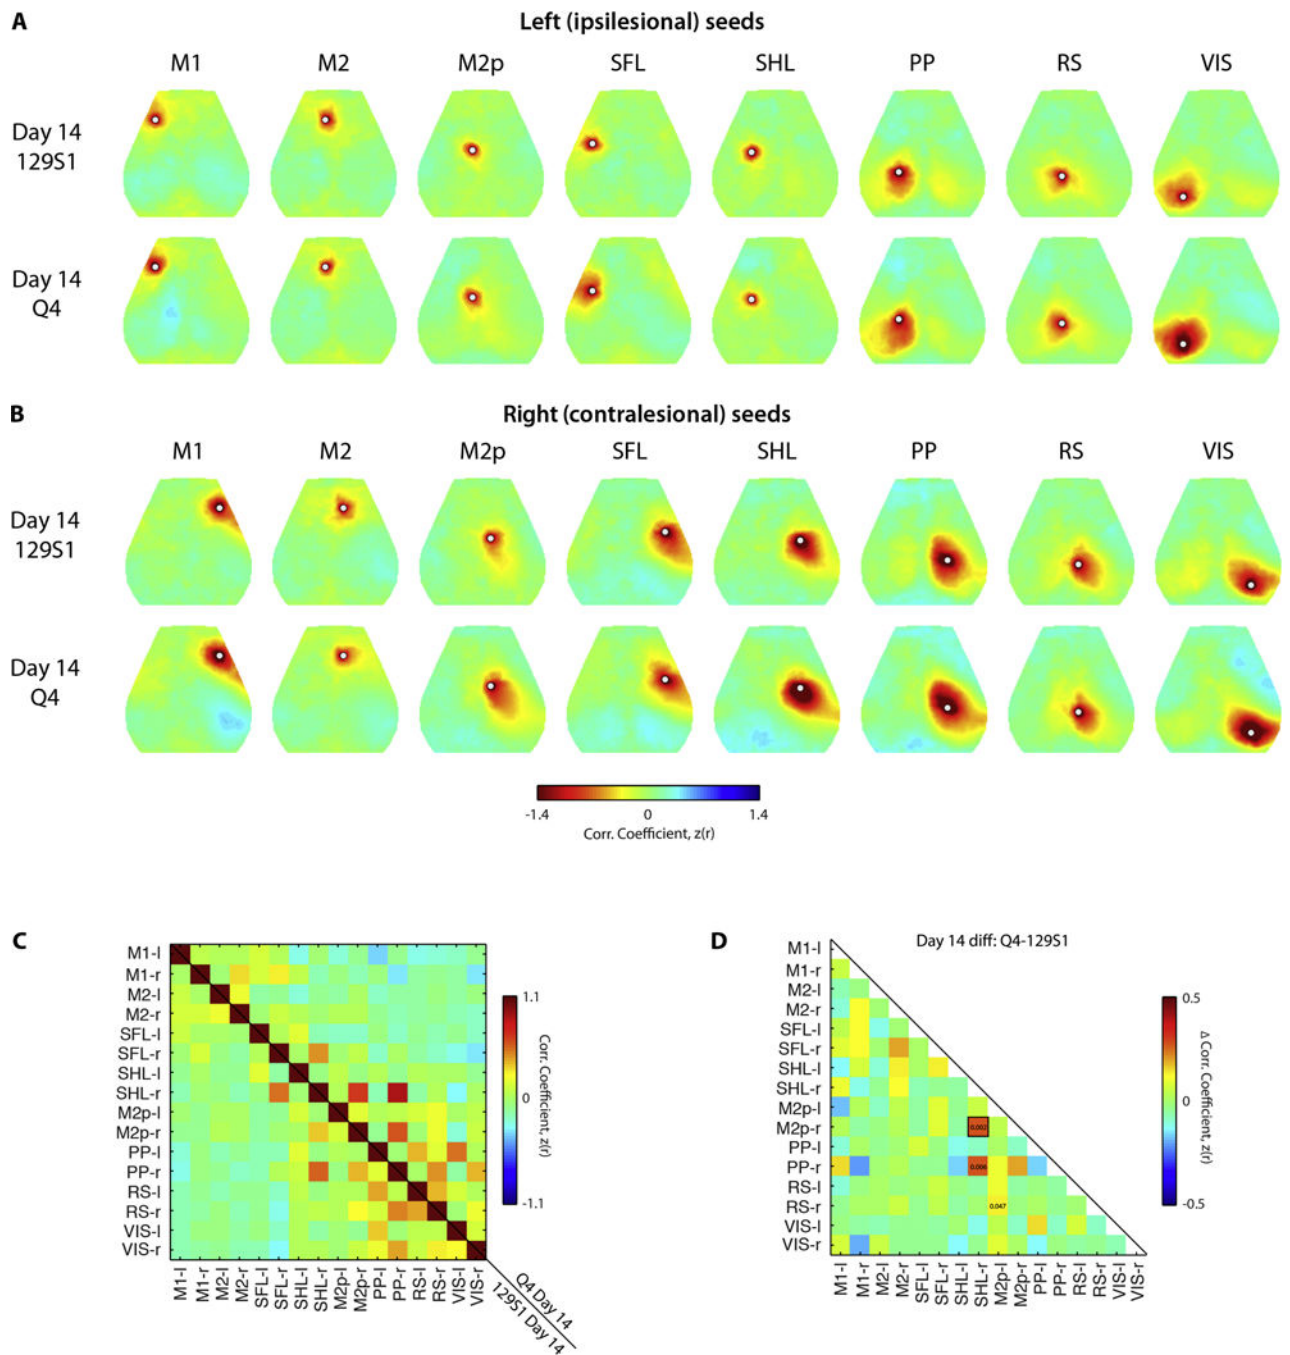 A
Left (ipsilesional) seeds
M1 M2 M2p SFL SHL PP RS VIS
Day 14
129S1
Day 14
Q4
B
Right (contralesional) seeds
M1 M2 M2p SFL SHL PP RS VIS
Day 14
129S1
Day 14
Q4
-1.4 0 1.4
Corr. Coefficient, z(r)
C
M1-l
M1-r
M2-l
M2-r
SFL-l
SFL-r
SHL-l
SHL-r
M2p-l
M2p-r
PP-l
PP-r
RS-l
RS-r
VIS-l
VIS-r
M1-l M1-r M2-l M2-r SFL-l SFL-r SHL-l SHL-r M2p-l M2p-r PP-l PP-r RS-l RS-r VIS-l VIS-r
Q4 Day 14
129S1 Day 14
1.1
0
-1.1
Corr. Coefficient, z(r)
D
Day 14 diff: Q4-129S1
M1-l
M1-r
M2-l
M2-r
SFL-l
SFL-r
SHL-l
SHL-r
M2p-l
M2p-r
PP-l
PP-r
RS-l
RS-r
VIS-l
VIS-r
0.002
0.006
0.047
M1-l M1-r M2-l M2-r SFL-l SFL-r SHL-l SHL-r M2p-l M2p-r PP-l PP-r RS-l RS-r VIS-l VIS-r
0.5
0
-0.5
Δ Corr. Coefficient, z(r)